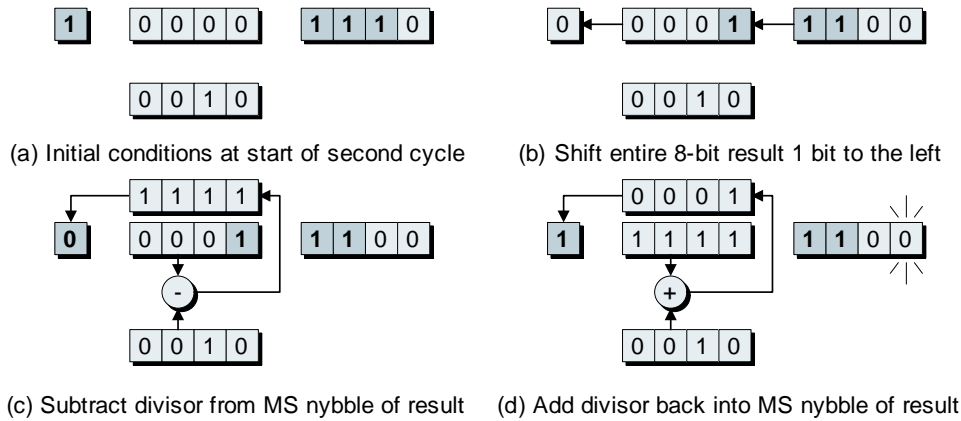 1 0 0 0 0 1 1 1 0
0 0 1 0
(a) Initial conditions at start of second cycle
0 0 0 0 1 1 1 0 0
0 0 1 0
(b) Shift entire 8-bit result 1 bit to the left
1 1 1 1
0 0 0 0 1 1 1 0 0
-
0 0 1 0
(c) Subtract divisor from MS nybble of result
0 0 0 1
1 1 1 1 1 1 1 0 0
+
0 0 1 0
(d) Add divisor back into MS nybble of result